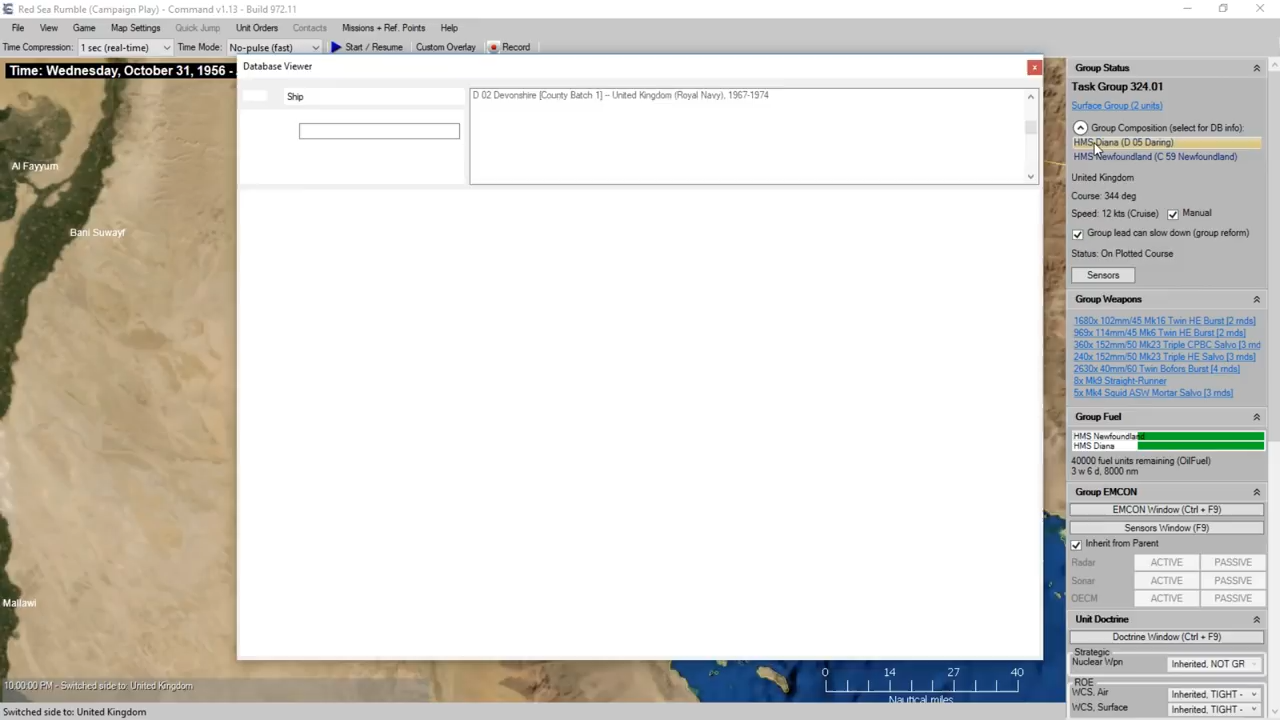 Red Sea Rumble (Campaign Play) - Command v1.13 - Build 972.11
File View Game Map Settings Quick Jump Unit Orders Contacts Missions + Ref. Points Help
Time Compression: 1 sec (real-time) Time Mode: No-pulse (fast) Start / Resume Custom Overlay Record
Time: Wednesday, October 31, 1956 -
Database Viewer
Ship
D 02 Devonshire [County Batch 1] -- United Kingdom (Royal Navy), 1967-1974
Al Fayyum
Bani Suwayf
Mallawi
10:00:00 PM - Switched side to: United Kingdom
Switched side to: United Kingdom
0 14 27 40
Nautical miles
Group Status
Task Group 324.01
Surface Group (2 units)
Group Composition (select for DB info):
HMS Diana (D 05 Daring)
HMS Newfoundland (C 59 Newfoundland)
United Kingdom
Course: 344 deg
Speed: 12 kts (Cruise) Manual
Group lead can slow down (group reform)
Status: On Plotted Course
Sensors
Group Weapons
1680x 102mm/45 Mk16 Twin HE Burst [2 rnds]
969x 114mm/45 Mk6 Twin HE Burst [2 rnds]
360x 152mm/50 Mk23 Triple CPBC Salvo [3 rnd
240x 152mm/50 Mk23 Triple HE Salvo [3 rnds]
2630x 40mm/60 Twin Bofors Burst [4 rnds]
8x Mk9 Straight-Runner
5x Mk4 Squid ASW Mortar Salvo [3 rnds]
Group Fuel
HMS Newfoundland
HMS Diana
40000 fuel units remaining (OilFuel)
3 w 6 d, 8000 nm
Group EMCON
EMCON Window (Ctrl + F9)
Sensors Window (F9)
Inherit from Parent
Radar ACTIVE PASSIVE
Sonar ACTIVE PASSIVE
OECM ACTIVE PASSIVE
Unit Doctrine
Doctrine Window (Ctrl + F9)
Strategic
Nuclear Wpn Inherited, NOT GR
ROE
WCS, Air Inherited, TIGHT -
WCS, Surface Inherited, TIGHT -